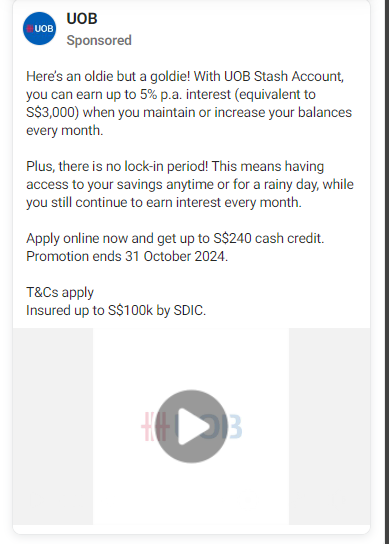 UOB
UOB
Sponsored
Here's an oldie but a goldie! With UOB Stash Account,
you can earn up to 5% p.a. interest (equivalent to
S$3,000) when you maintain or increase your balances
every month.
Plus, there is no lock-in period! This means having
access to your savings anytime or for a rainy day, while
you still continue to earn interest every month.
Apply online now and get up to S$240 cash credit.
Promotion ends 31 October 2024.
T&Cs apply
Insured up to S$100k by SDIC.
UOB